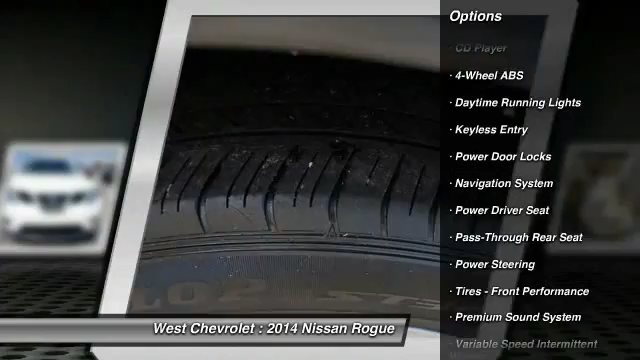 Options
· CD Player
· 4-Wheel ABS
· Daytime Running Lights
· Keyless Entry
· Power Door Locks
· Navigation System
· Power Driver Seat
· Pass-Through Rear Seat
· Power Steering
· Tires - Front Performance
· Premium Sound System
· Variable Speed Intermittent
West Chevrolet : 2014 Nissan Rogue